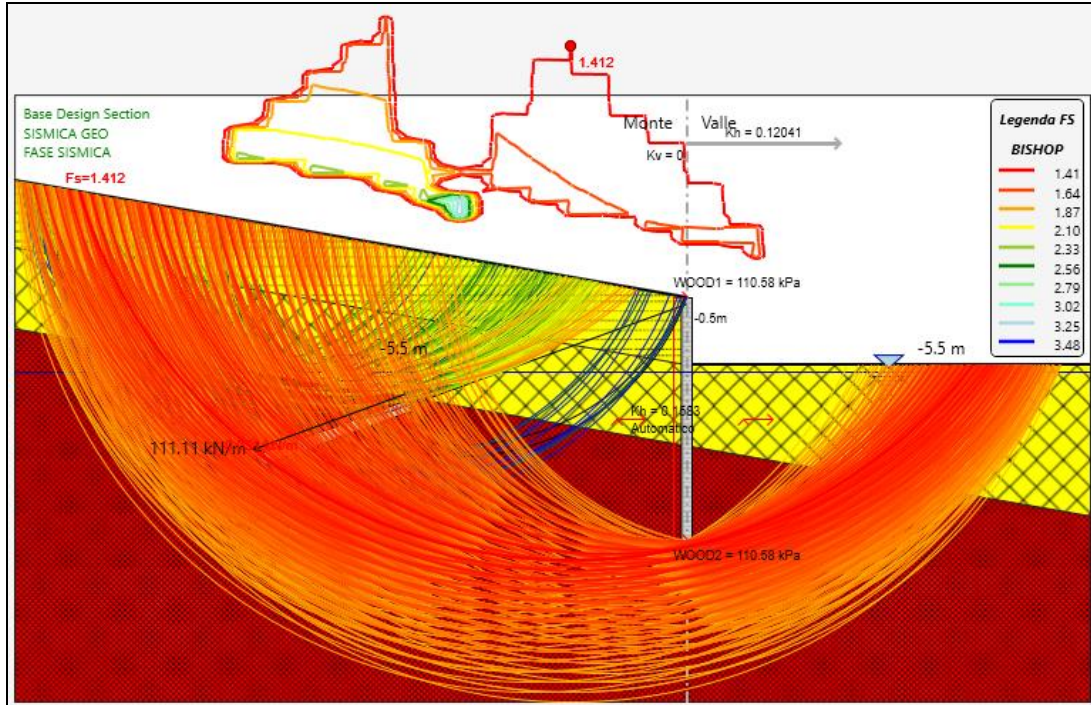 Base Design Section
SISMICA GEO
FASE SISMICA
Fs=1.412
1.412
Monte
Valle
Kh = 0.12041
Kv = 0
Legenda FS
BISHOP
1.41
1.64
1.87
2.10
2.33
2.56
2.79
3.02
3.25
3.48
WOOD1 = 110.58 kPa
-0.5m
-5.5 m
-5.5 m
Kh = 0.1583
Automatico
111.11 kN/m
WOOD2 = 110.58 kPa